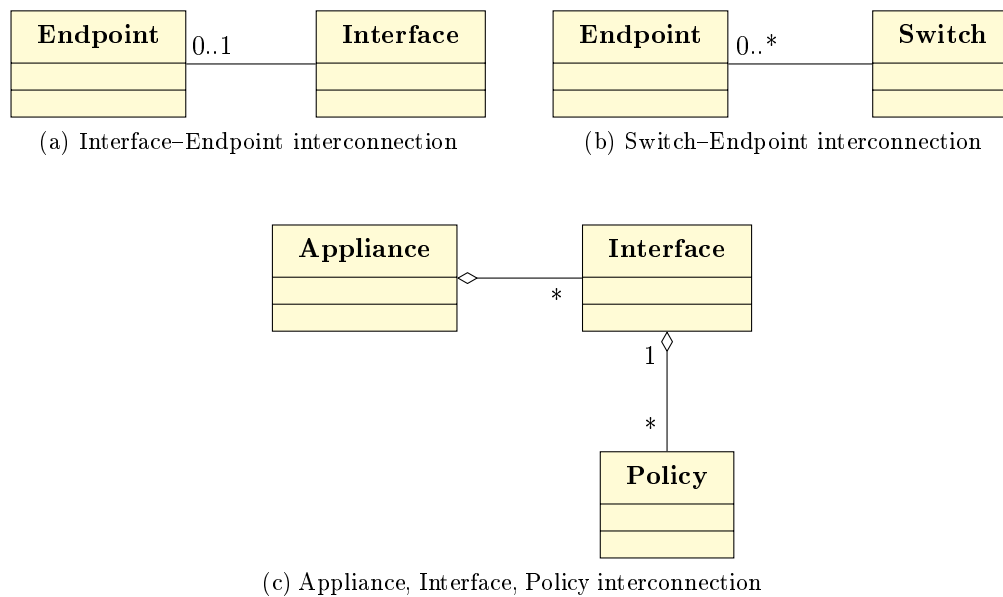 Endpoint
0..1
Interface
(a) Interface–Endpoint interconnection
Endpoint
0..*
Switch
(b) Switch–Endpoint interconnection
Appliance
*
Interface
1
*
Policy
(c) Appliance, Interface, Policy interconnection